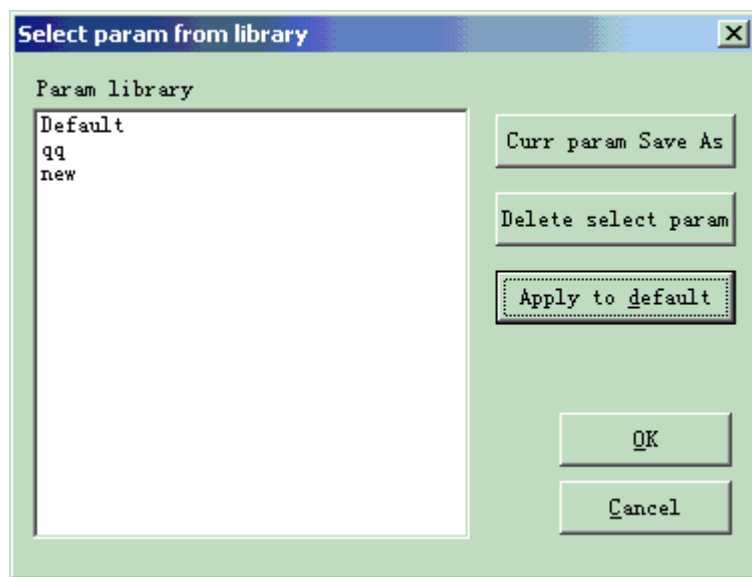 Select param from library
Param library
Default
qq
new
Curr param Save As
Delete select param
Apply to default
OK
Cancel